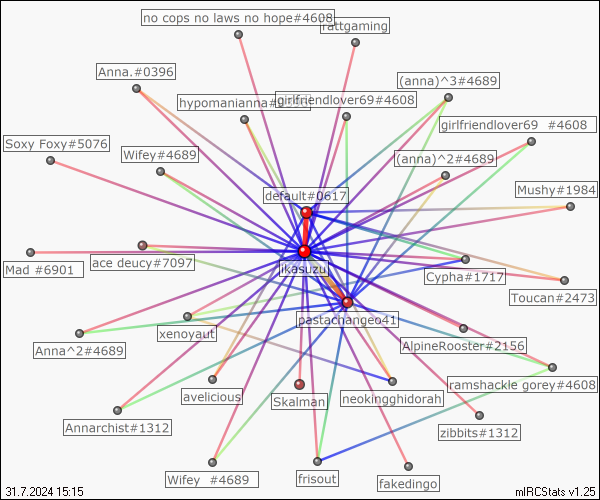 no cops no laws no hope#4608
rattgaming
Anna.#0396
(anna)^3#4689
hypomanianna#0396
girlfriendlover69#4608
girlfriendlover69 #4608
Soxy Foxy#5076
Wifey#4689
(anna)^2#4689
default#0617
Mushy#1984
ikasuzu
Mad #6901
ace deucy#7097
Cypha#1717
Toucan#2473
pastachangeo41
xenoyaut
Anna^2#4689
AlpineRooster#2156
ramshackle gorey#4608
avelicious
Skalman
neokingghidorah
Annarchist#1312
zibbits#1312
Wifey #4689
frisout
fakedingo
31.7.2024 15:15
mIRCStats v1.25